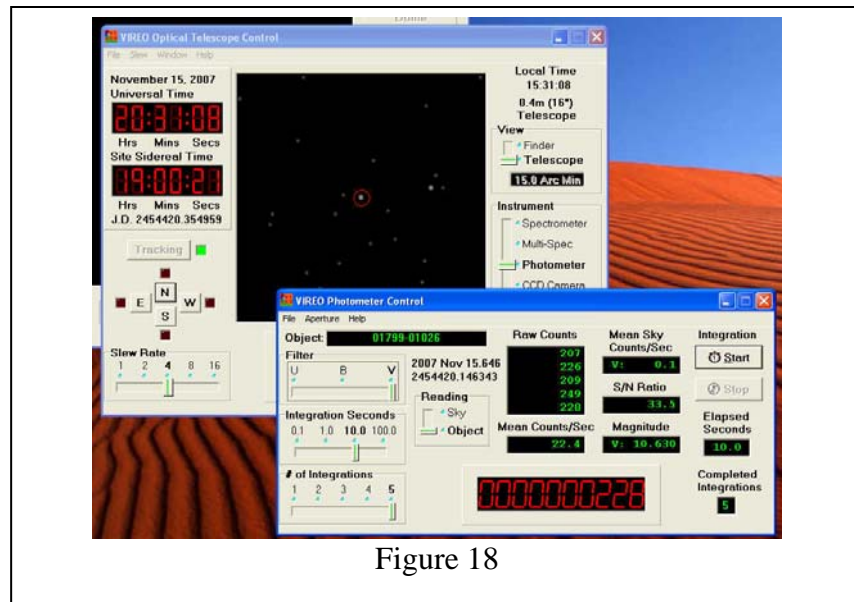 Dome
VIREO Optical Telescope Control
File Slew Window Help
November 15, 2007
Universal Time
20:31:08
Hrs Mins Secs
Site Sidereal Time
19:00:21
Hrs Mins Secs
J.D. 2454420.354959
Tracking
N
E W
S
Slew Rate
1 2 4 8 16
Local Time
15:31:08
0.4m (16")
Telescope
View
Finder
Telescope
15.0 Arc Min
Instrument
Spectrometer
Multi-Spec
Photometer
CCD Camera
VIREO Photometer Control
File Aperture Help
Object: 01799-01026
Filter
U B V
2007 Nov 15.646
2454420.146343
Reading
Sky
Object
Integration Seconds
0.1 1.0 10.0 100.0
# of Integrations
1 2 3 4 5
Raw Counts
207
226
209
249
228
Mean Counts/Sec
22.4
Mean Sky
Counts/Sec
V: 0.1
S/N Ratio
33.5
Magnitude
V: 10.630
Integration
Start
Stop
Elapsed
Seconds
10.0
Completed
Integrations
5
0000000228
Figure 18